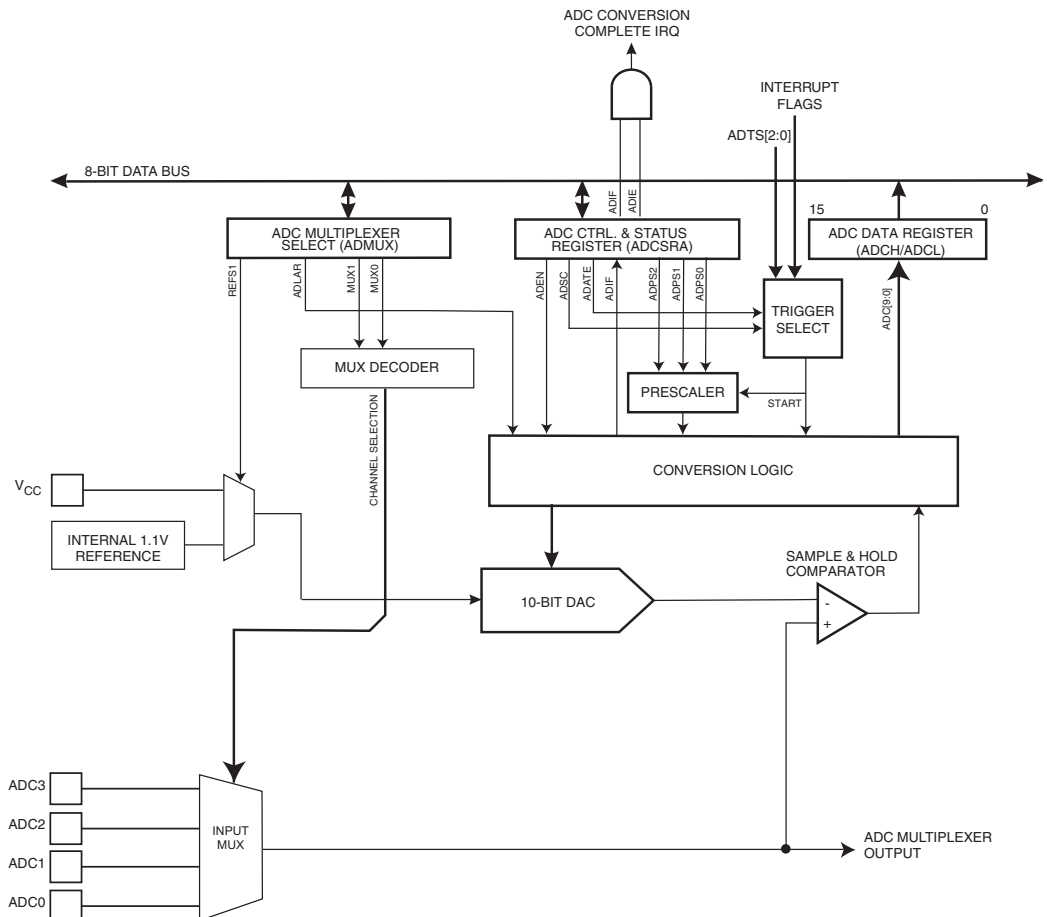 ADC CONVERSION
COMPLETE IRQ
INTERRUPT
FLAGS
ADTS[2:0]
8-BIT DATA BUS
ADIF
ADIE
15
0
ADC MULTIPLEXER
SELECT (ADMUX)
ADC CTRL. & STATUS
REGISTER (ADCSRA)
ADC DATA REGISTER
(ADCH/ADCL)
REFS1
ADLAR
MUX1
MUX0
ADEN
ADSC
ADATE
ADIF
ADPS2
ADPS1
ADPS0
ADC[9:0]
TRIGGER
SELECT
MUX DECODER
PRESCALER
START
CHANNEL SELECTION
CONVERSION LOGIC
VCC
INTERNAL 1.1V
REFERENCE
SAMPLE & HOLD
COMPARATOR
10-BIT DAC
-
+
ADC3
ADC2
ADC1
ADC0
INPUT
MUX
ADC MULTIPLEXER
OUTPUT